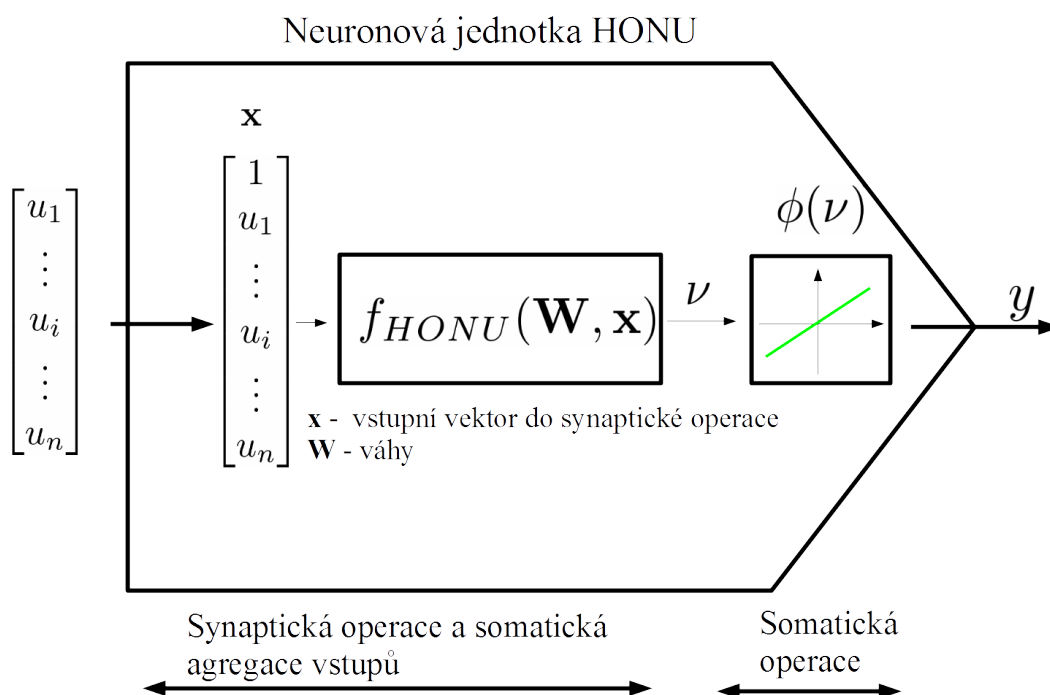 Neuronová jednotka HONU
x
1
u₁
⋮
uᵢ
⋮
uₙ
u₁
⋮
uᵢ
⋮
uₙ
f_HONU(W, x)
ν
ϕ(ν)
y
x - vstupní vektor do synaptické operace
W - váhy
Synaptická operace a somatická
agregace vstupů
Somatická
operace